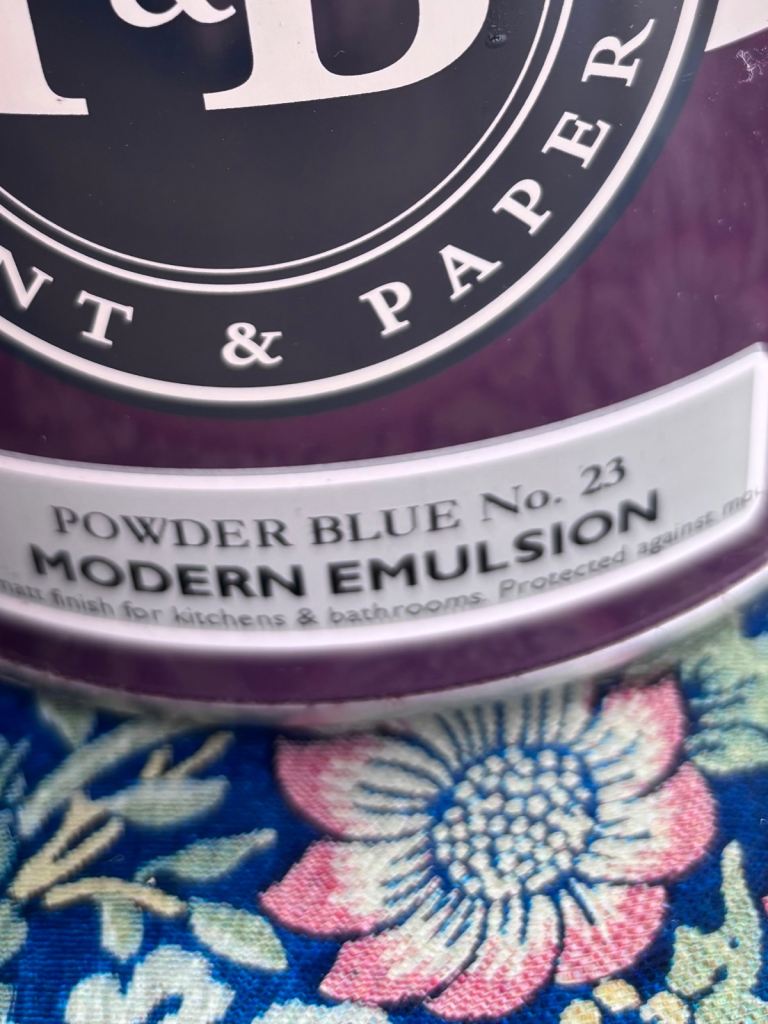 &B
NT & PAPER
POWDER BLUE No. 23
MODERN EMULSION
matt finish for kitchens & bathrooms. Protected against